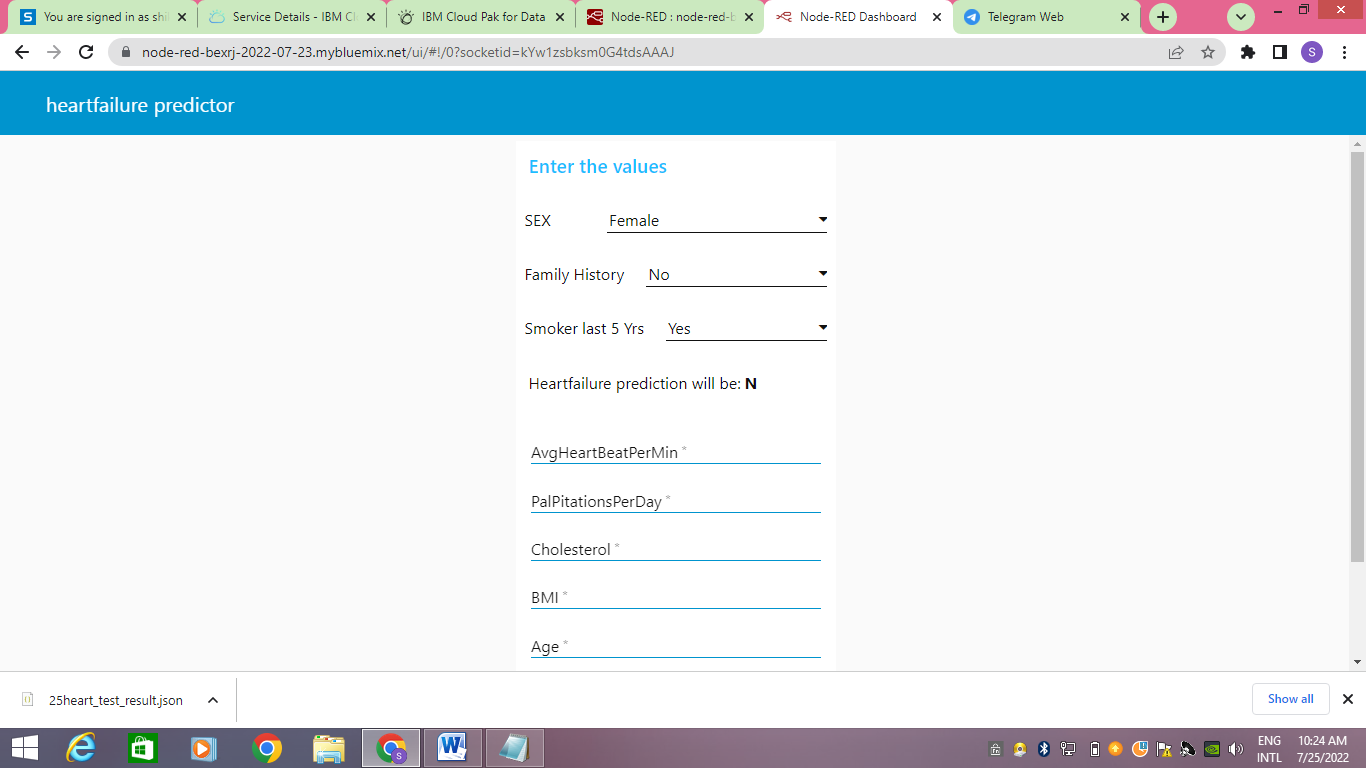 You are signed in as shi
Service Details - IBM Cl
IBM Cloud Pak for Data
Node-RED : node-red-b
Node-RED Dashboard
Telegram Web
node-red-bexrj-2022-07-23.mybluemix.net/ui/#!/0?socketid=kYw1zsbksm0G4tdsAAAJ
S
heartfailure predictor
Enter the values
SEX Female
Family History No
Smoker last 5 Yrs Yes
Heartfailure prediction will be: N
AvgHeartBeatPerMin *
PalPitationsPerDay *
Cholesterol *
BMI *
Age *
25heart_test_result.json
Show all
ENG 10:24 AM
INTL 7/25/2022